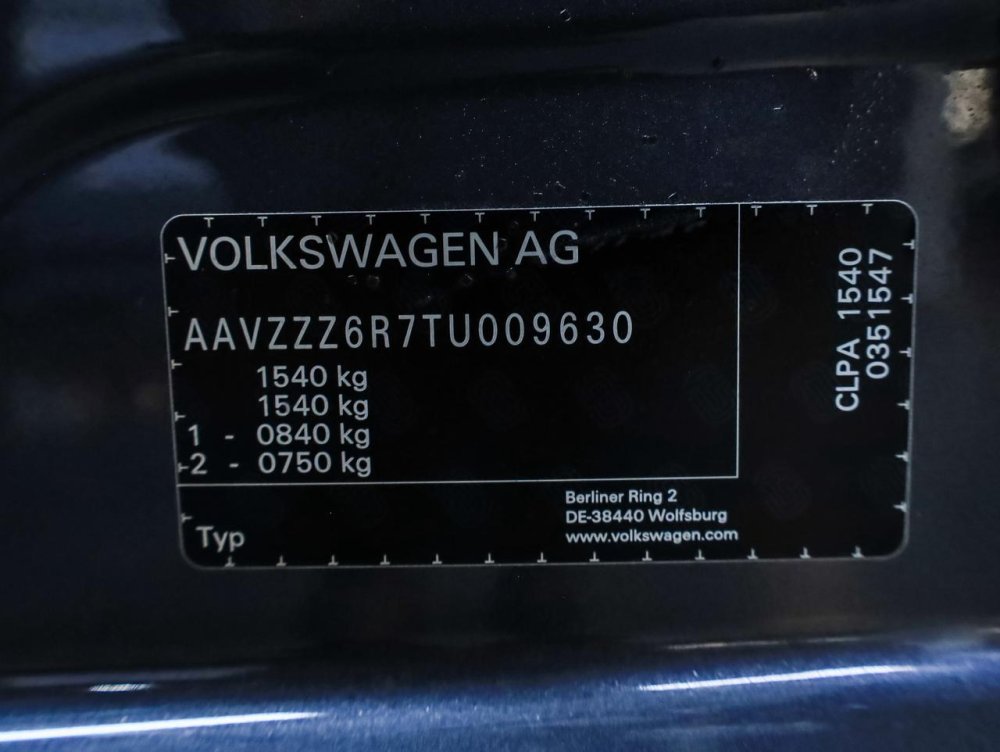 VOLKSWAGEN AG
AAVZZZ6R7TU009630
1540 kg
1540 kg
1 - 0840 kg
2 - 0750 kg
Typ
Berliner Ring 2
DE-38440 Wolfsburg
www.volkswagen.com
CLPA 1540
0351547